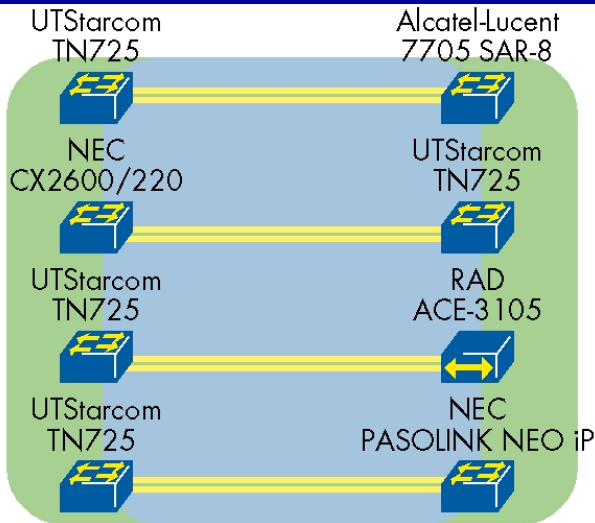 UTStarcom
TN725
Alcatel-Lucent
7705 SAR-8
NEC
CX2600/220
UTStarcom
TN725
UTStarcom
TN725
RAD
ACE-3105
UTStarcom
TN725
NEC
PASOLINK NEO iP